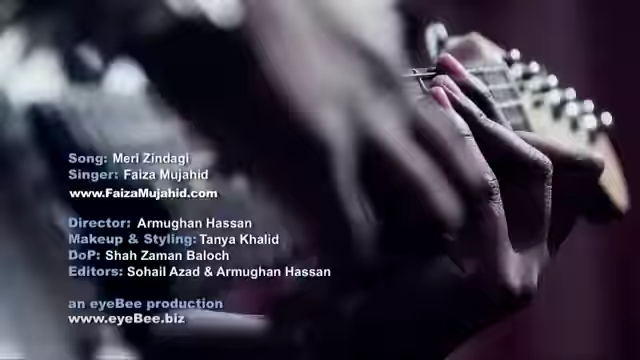 Song: Meri Zindagi
Singer: Faiza Mujahid
www.FaizaMujahid.com
Director: Armughan Hassan
Makeup & Styling: Tanya Khalid
DoP: Shah Zaman Baloch
Editors: Sohail Azad & Armughan Hassan
an eyeBee production
www.eyeBee.biz